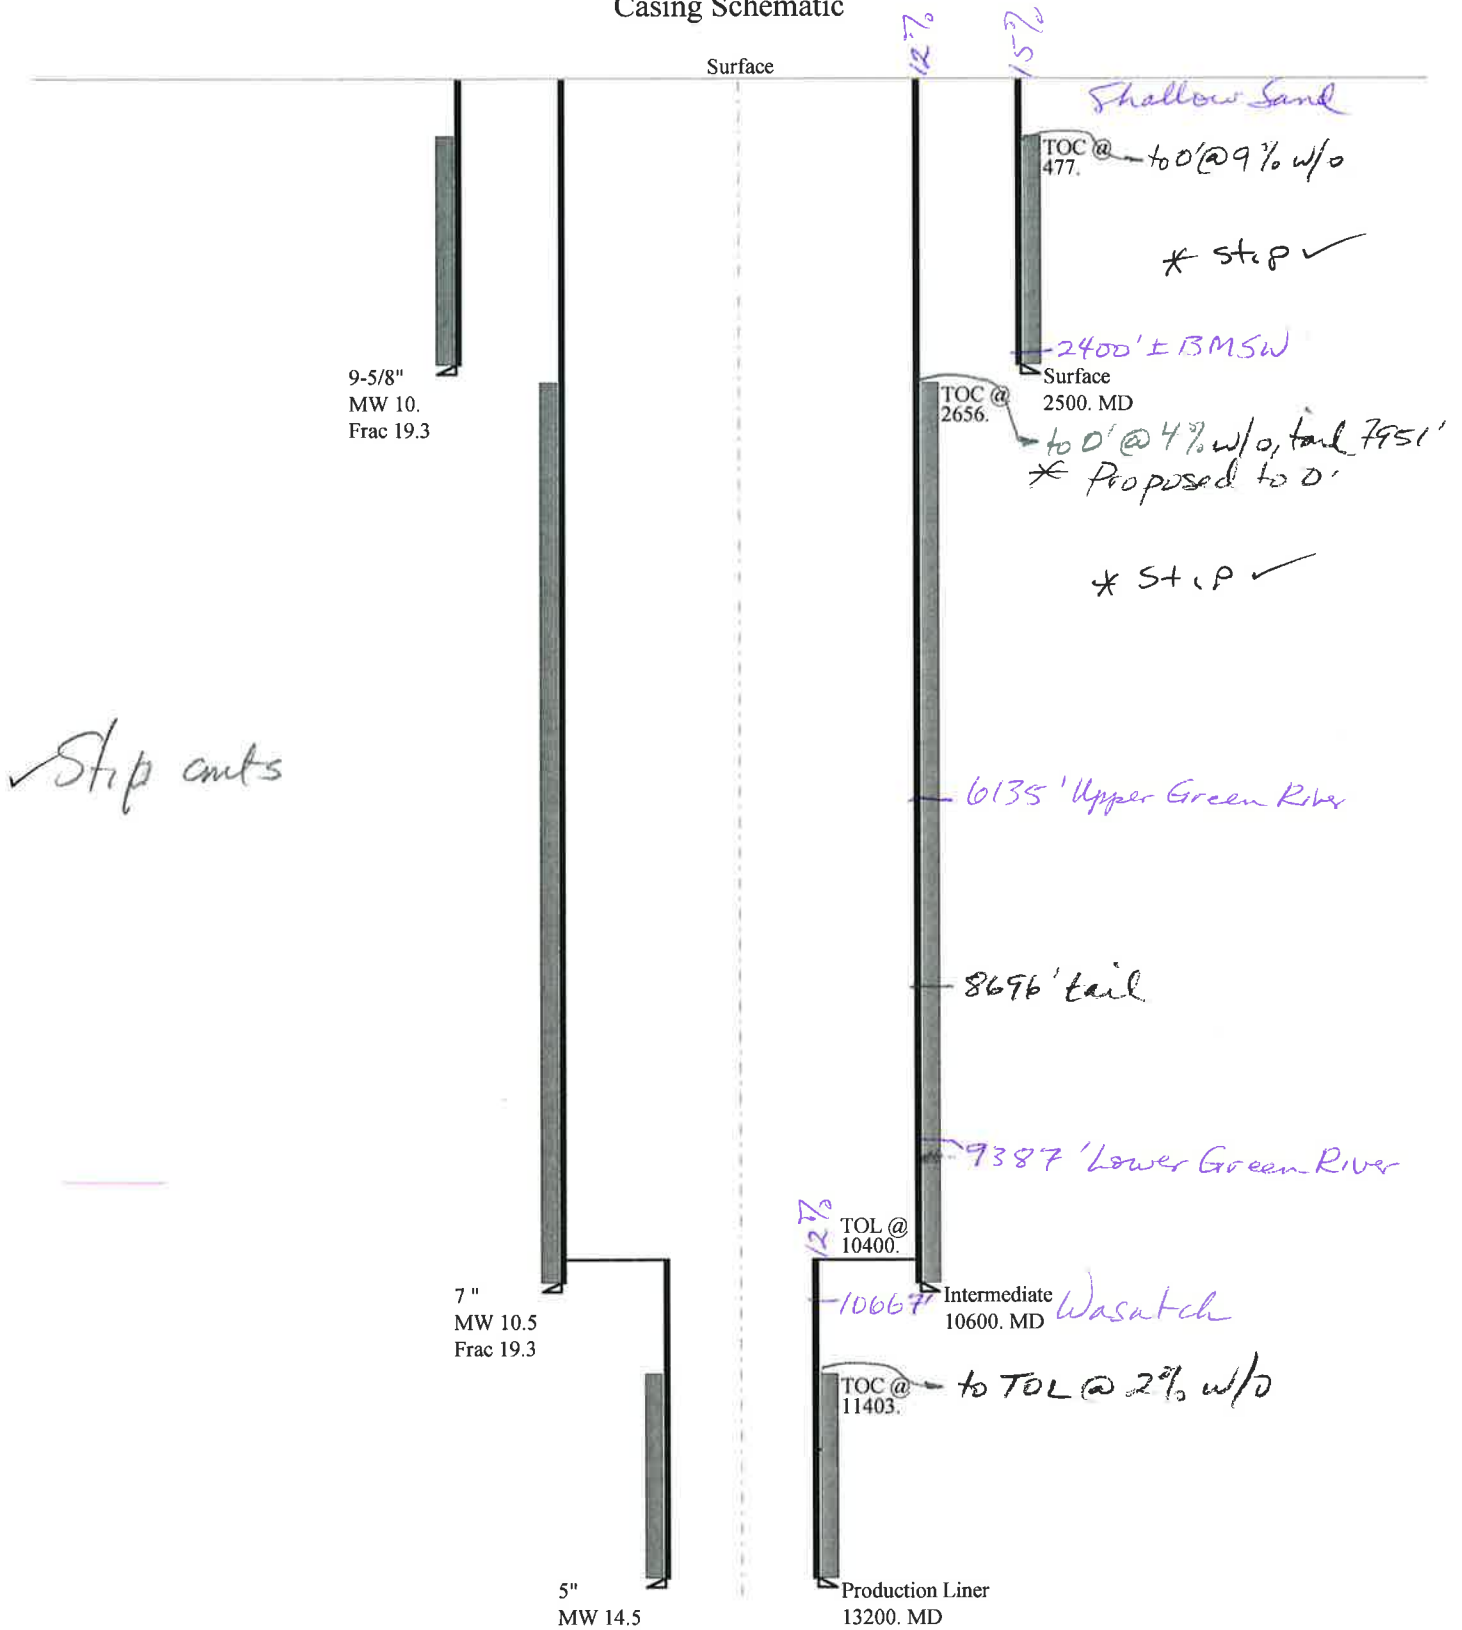 Casing Schematic
12%
15%
Surface
Shallow Sand
TOC @
477.
to 0' @ 9% w/o
* stip ✓
2400' ± BMSW
9-5/8"
MW 10.
Frac 19.3
Surface
2500. MD
TOC @
2656.
to 0' @ 4% w/o, tail 7951'
* Proposed to 0'
* Stip ✓
✓ Stip cmts
6135' Upper Green River
8696' tail
9387' Lower Green River
12%
TOL @
10400.
7 "
MW 10.5
Frac 19.3
10667' Wasatch
Intermediate
10600. MD
TOC @
11403.
to TOL @ 2% w/o
5"
MW 14.5
Production Liner
13200. MD